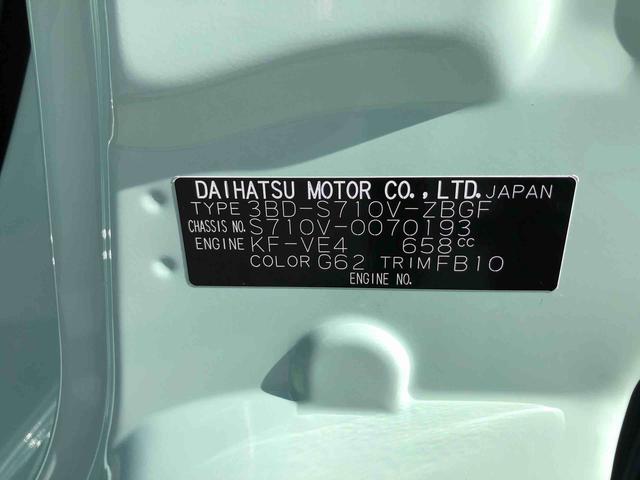 DAIHATSU MOTOR CO., LTD. JAPAN
TYPE 3BD-S710V-ZBGF
CHASSIS NO. S710V-0070193
ENGINE KF-VE4 658cc
COLOR G62 TRIM FB10
ENGINE NO.